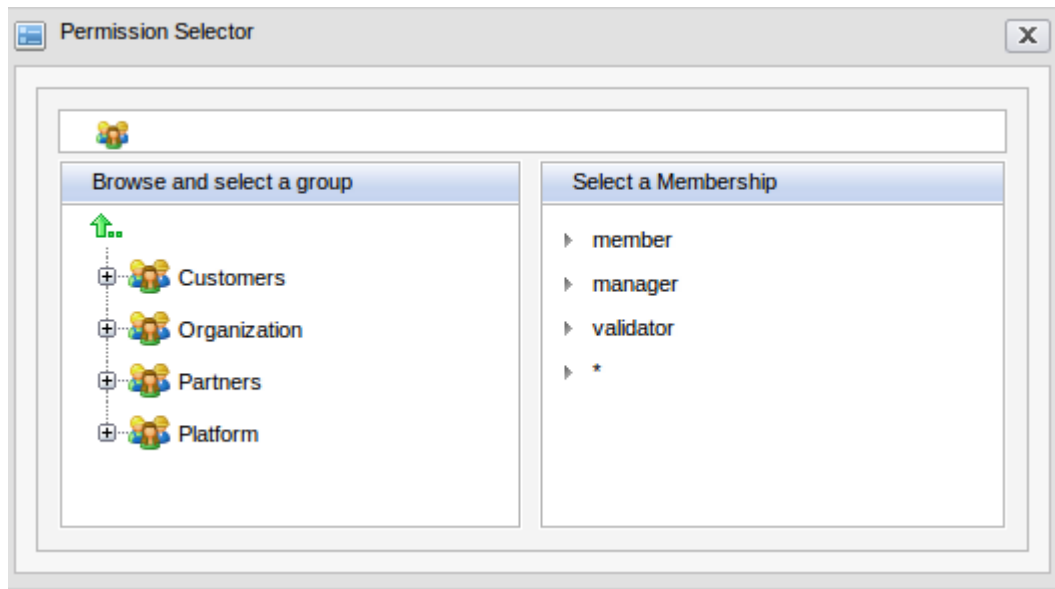 Permission Selector
Browse and select a group
Customers
Organization
Partners
Platform
Select a Membership
member
manager
validator
*